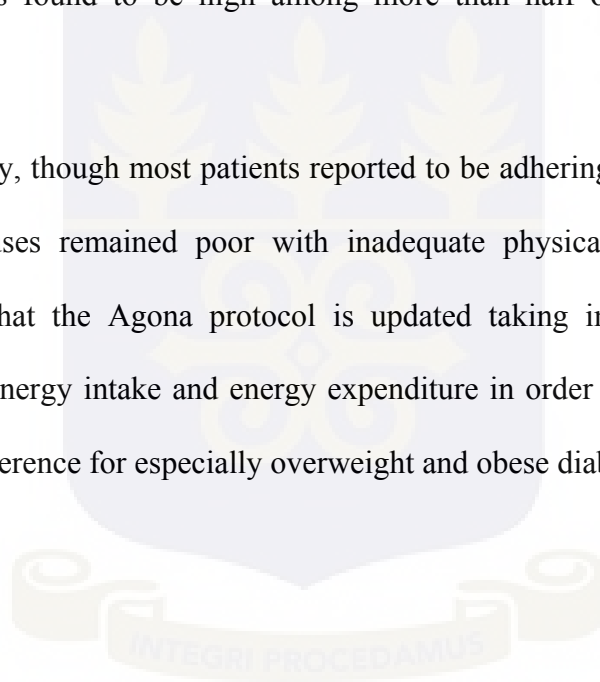 found to be high among more than half
y, though most patients reported to be adhering
ses remained poor with inadequate physica
hat the Agona protocol is updated taking in
nergy intake and energy expenditure in order
erence for especially overweight and obese diab
INTEGRI PROCEDAMUS